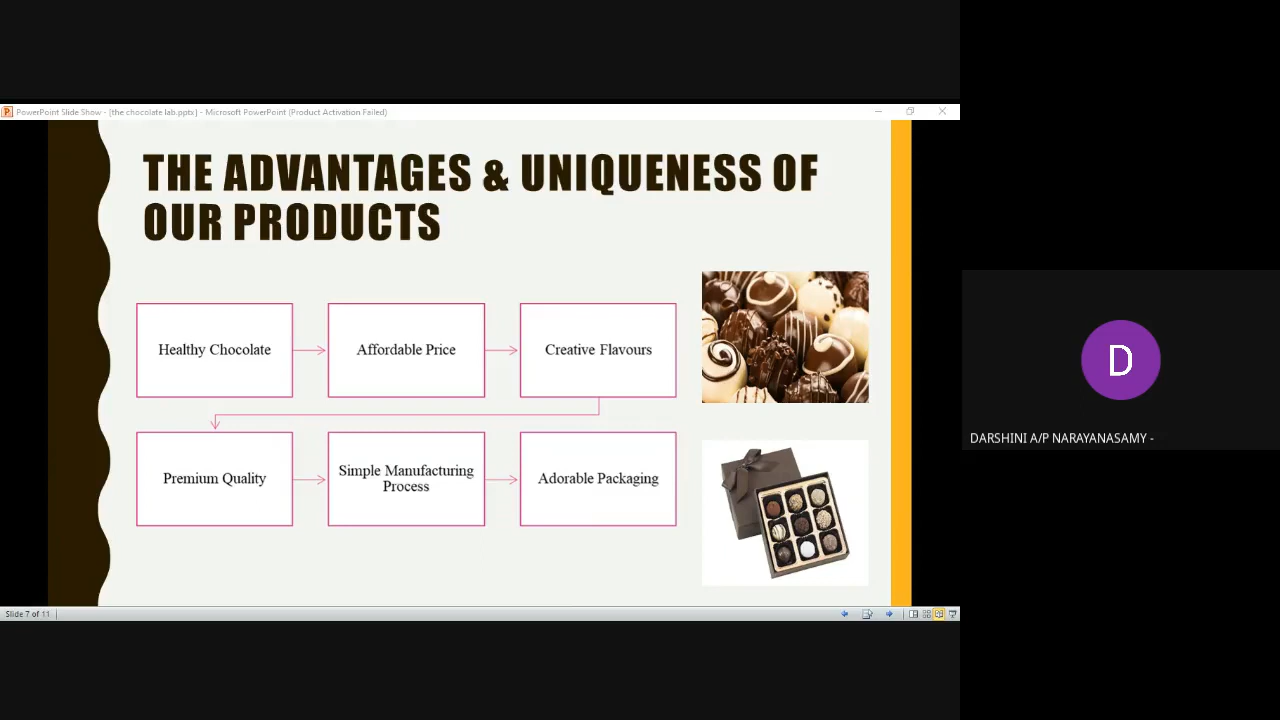 PowerPoint Slide Show - [the chocolate lab.pptx] - Microsoft PowerPoint (Product Activation Failed)
THE ADVANTAGES & UNIQUENESS OF
OUR PRODUCTS
Healthy Chocolate
Affordable Price
Creative Flavours
Premium Quality
Simple Manufacturing
Process
Adorable Packaging
D
DARSHINI A/P NARAYANASAMY -
Slide 7 of 11